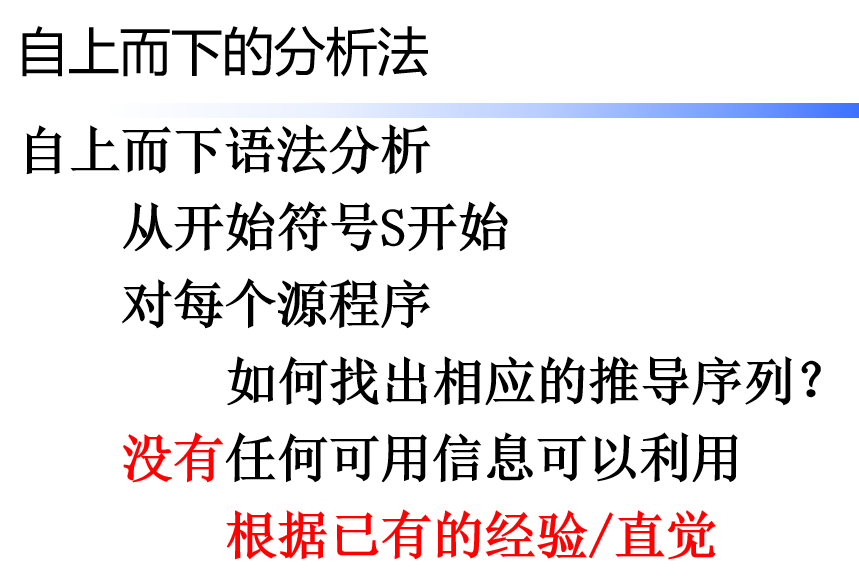 自上而下的分析法
自上而下语法分析
从开始符号S开始
对每个源程序
如何找出相应的推导序列？
没有任何可用信息可以利用
根据已有的经验/直觉